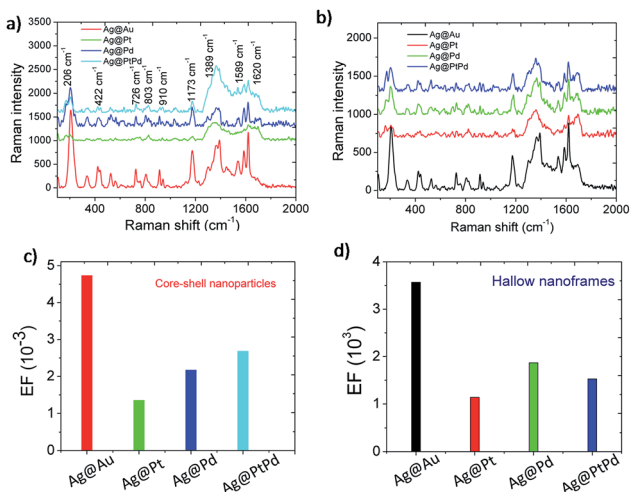 a)
Raman intensity
3500
3000
2500
2000
1500
1000
500
0
Ag@Au
Ag@Pt
Ag@Pd
Ag@PtPd
206 cm⁻¹
422 cm⁻¹
726 cm⁻¹
803 cm⁻¹
910 cm⁻¹
1173 cm⁻¹
1389 cm⁻¹
1589 cm⁻¹
1620 cm⁻¹
400 800 1200 1600 2000
Raman shift (cm⁻¹)
b)
Raman intensity
2000
1500
1000
500
0
Ag@Au
Ag@Pt
Ag@Pd
Ag@PtPd
400 800 1200 1600 2000
Raman shift (cm⁻¹)
c)
EF (10⁻³)
5
4
3
2
1
0
Core-shell nanoparticles
Ag@Au Ag@Pt Ag@Pd Ag@PtPd
d)
EF (10³)
4
3
2
1
0
Hallow nanoframes
Ag@Au Ag@Pt Ag@Pd Ag@PtPd